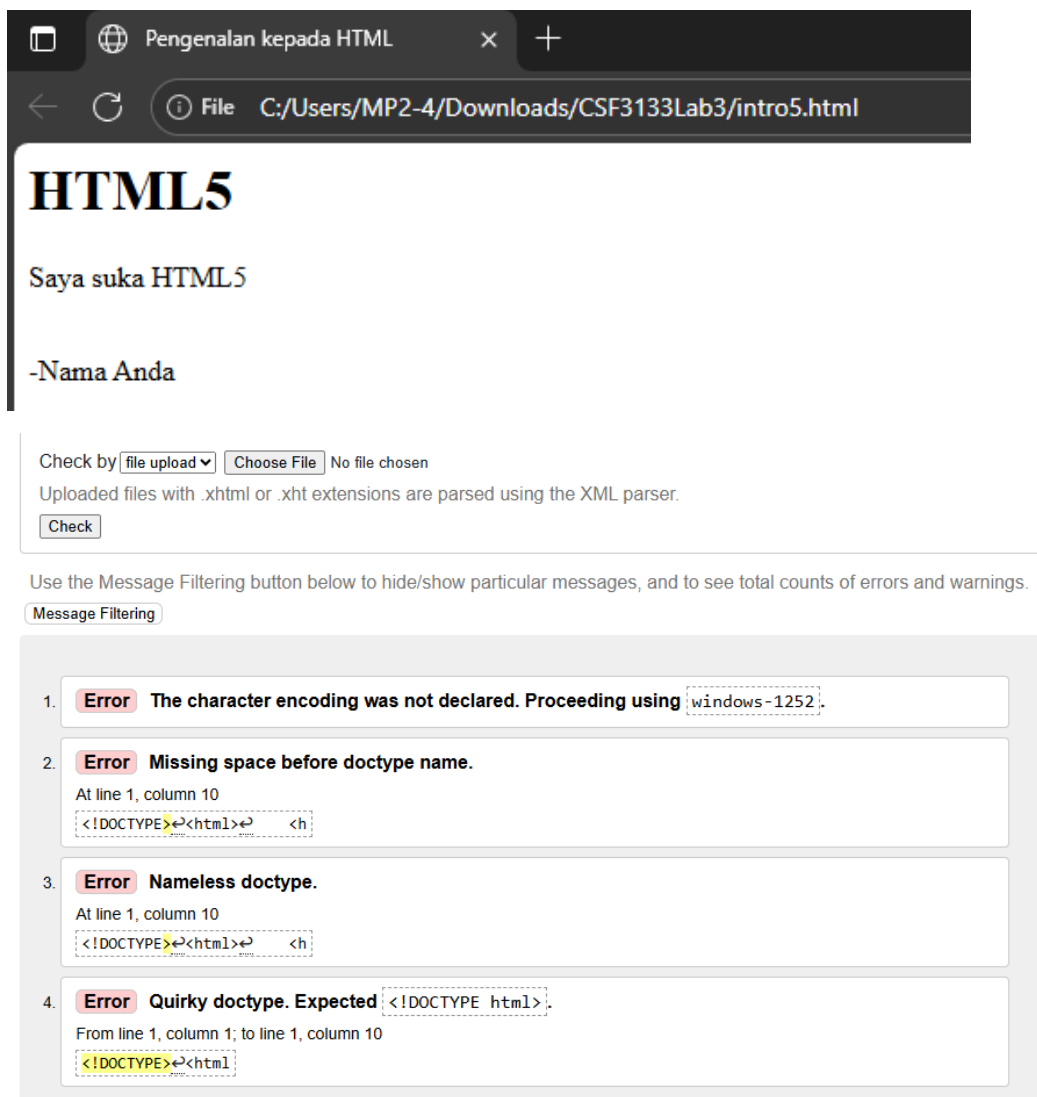 Pengenalan kepada HTML
File C:/Users/MP2-4/Downloads/CSF3133Lab3/intro5.html
HTML5
Saya suka HTML5
-Nama Anda
Check by file upload Choose File No file chosen
Uploaded files with .xhtml or .xht extensions are parsed using the XML parser.
Check
Use the Message Filtering button below to hide/show particular messages, and to see total counts of errors and warnings.
Message Filtering
1. Error The character encoding was not declared. Proceeding using windows-1252.
2. Error Missing space before doctype name.
At line 1, column 10
<!DOCTYPE>↩<html>↩    <h
3. Error Nameless doctype.
At line 1, column 10
<!DOCTYPE>↩<html>↩    <h
4. Error Quirky doctype. Expected <!DOCTYPE html>.
From line 1, column 1; to line 1, column 10
<!DOCTYPE>↩<html